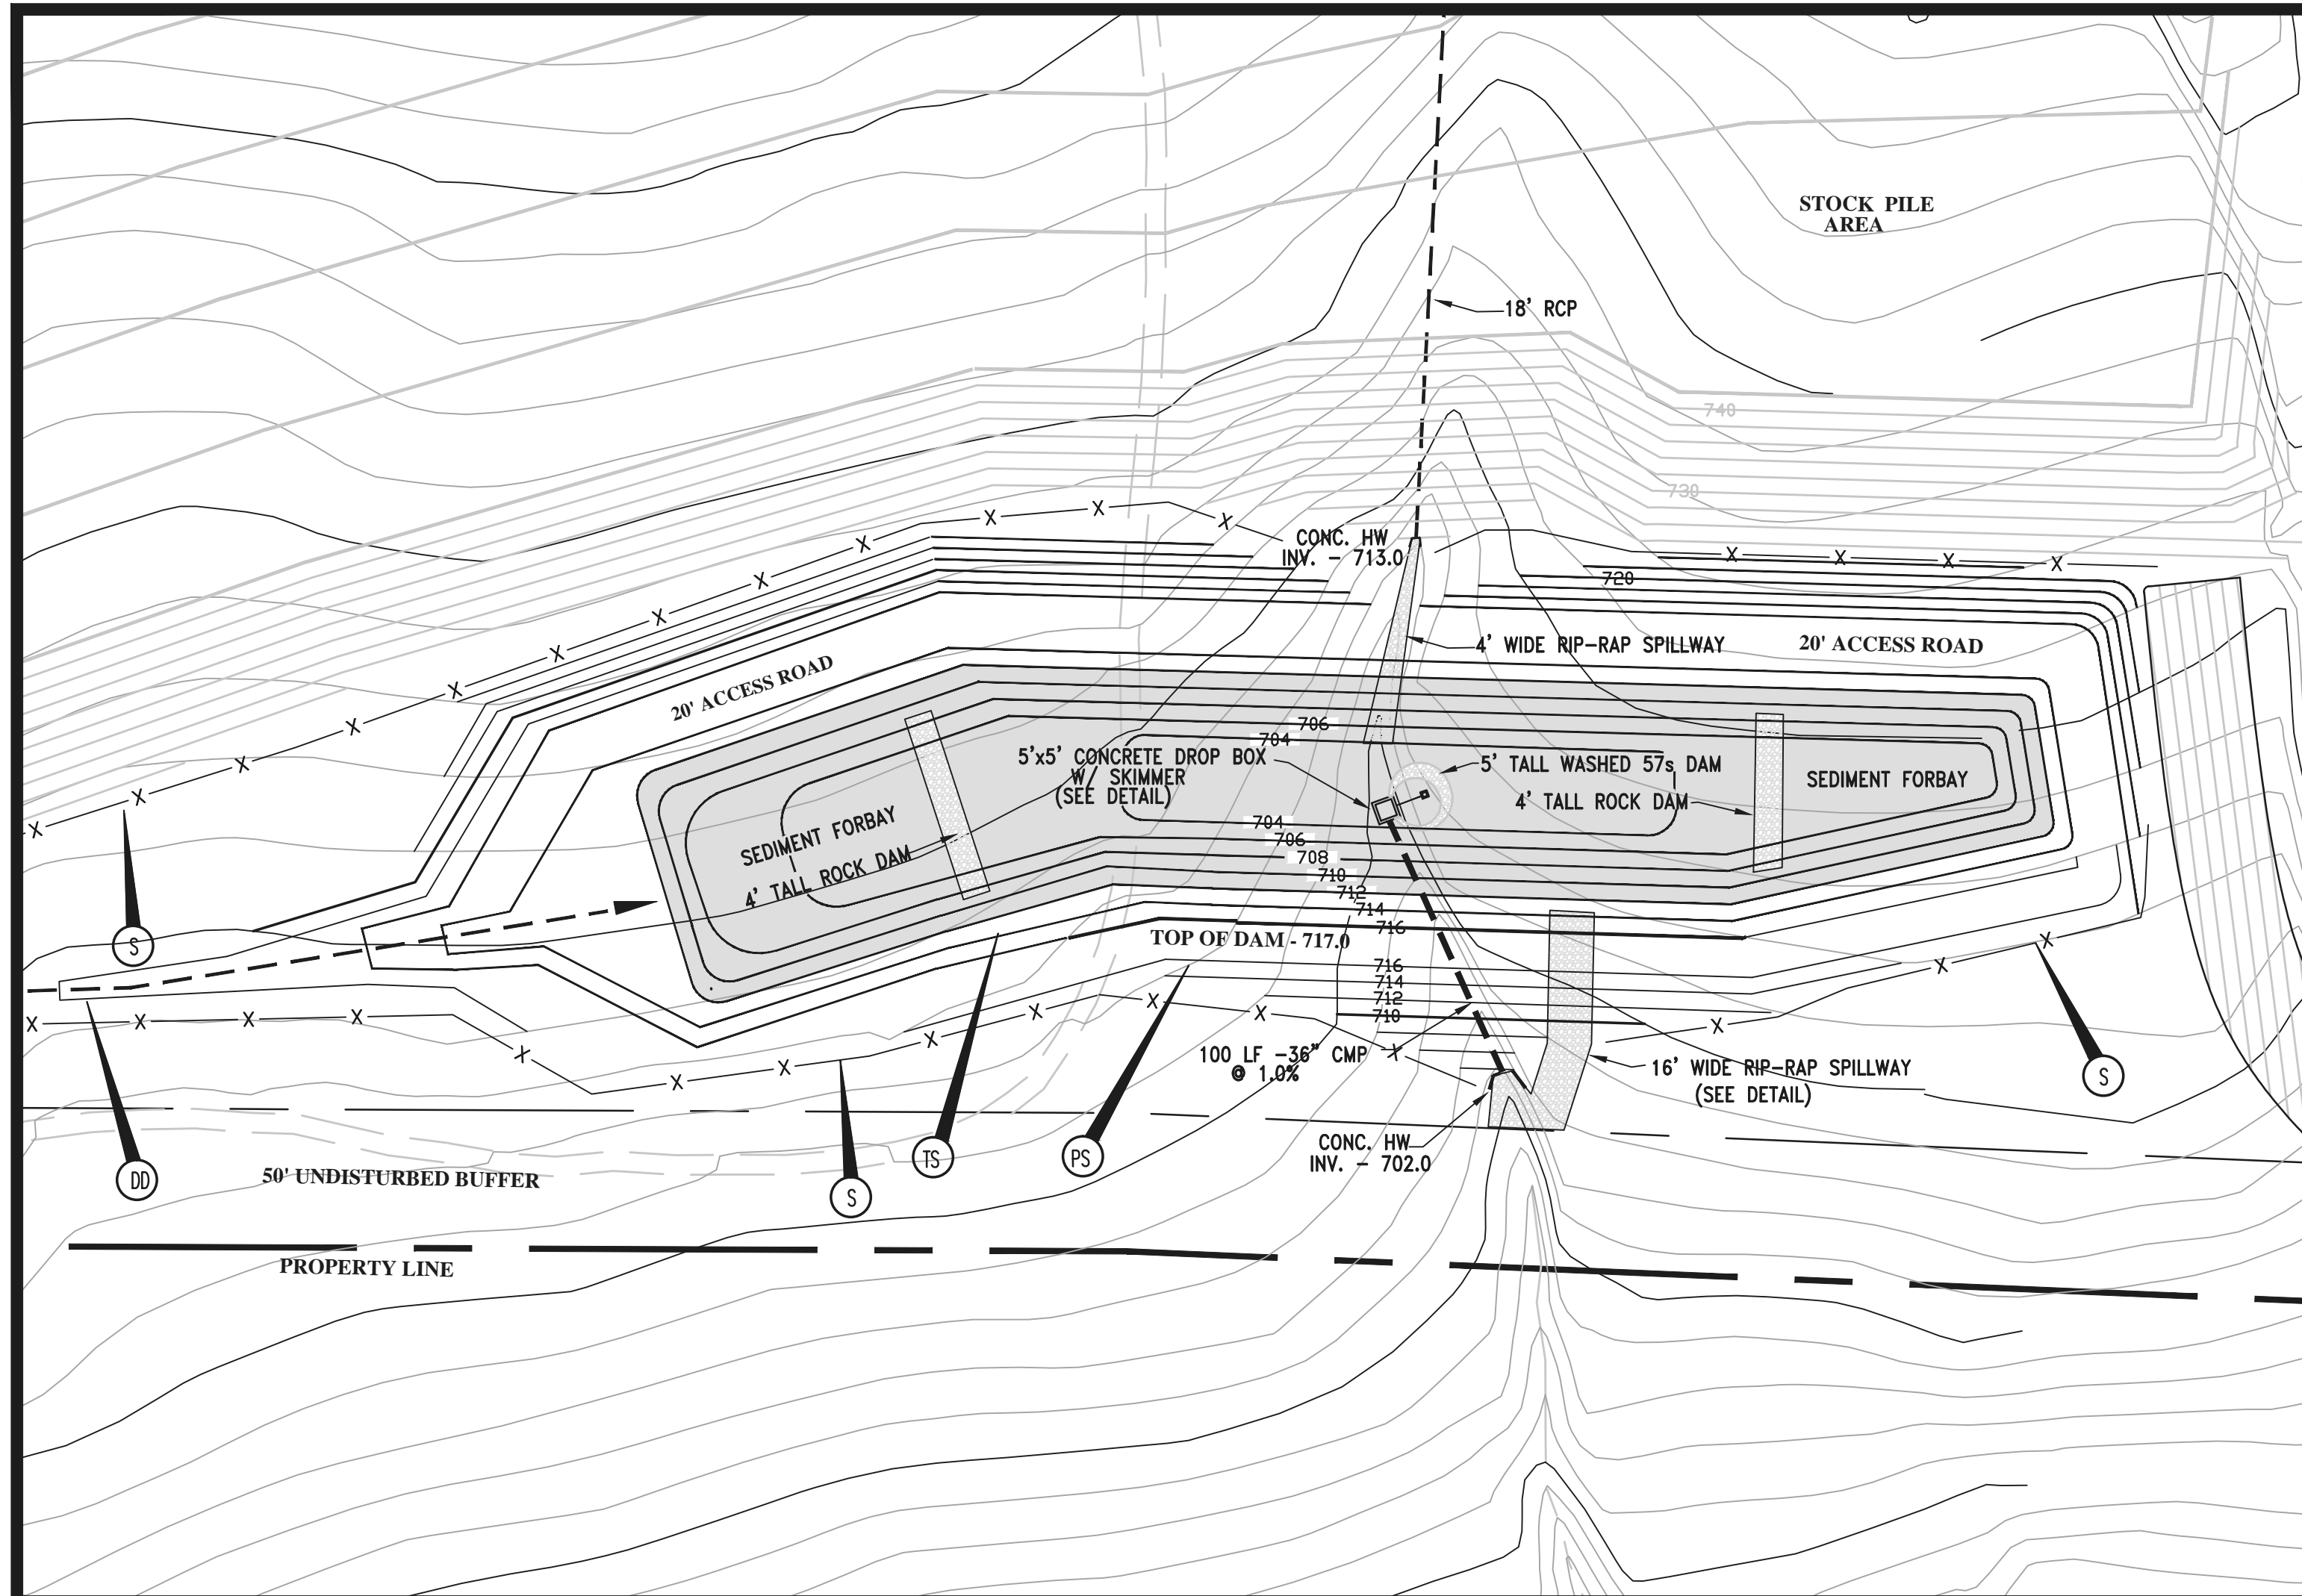 STOCK PILE
AREA
18' RCP
740
730
CONC. HW
INV. - 713.0
720
4' WIDE RIP-RAP SPILLWAY
20' ACCESS ROAD
20' ACCESS ROAD
706
704
5'x5' CONCRETE DROP BOX
W/ SKIMMER
(SEE DETAIL)
5' TALL WASHED 57s DAM
4' TALL ROCK DAM
SEDIMENT FORBAY
SEDIMENT FORBAY
4' TALL ROCK DAM
704
706
708
710
712
714
716
TOP OF DAM - 717.0
716
714
712
710
S
100 LF -36" CMP
@ 1.0%
16' WIDE RIP-RAP SPILLWAY
(SEE DETAIL)
S
CONC. HW
INV. - 702.0
DD
S
TS
PS
50' UNDISTURBED BUFFER
PROPERTY LINE
X X X X X X X X X X X X
X X X X
X X X X X X X X X X X X
X X X